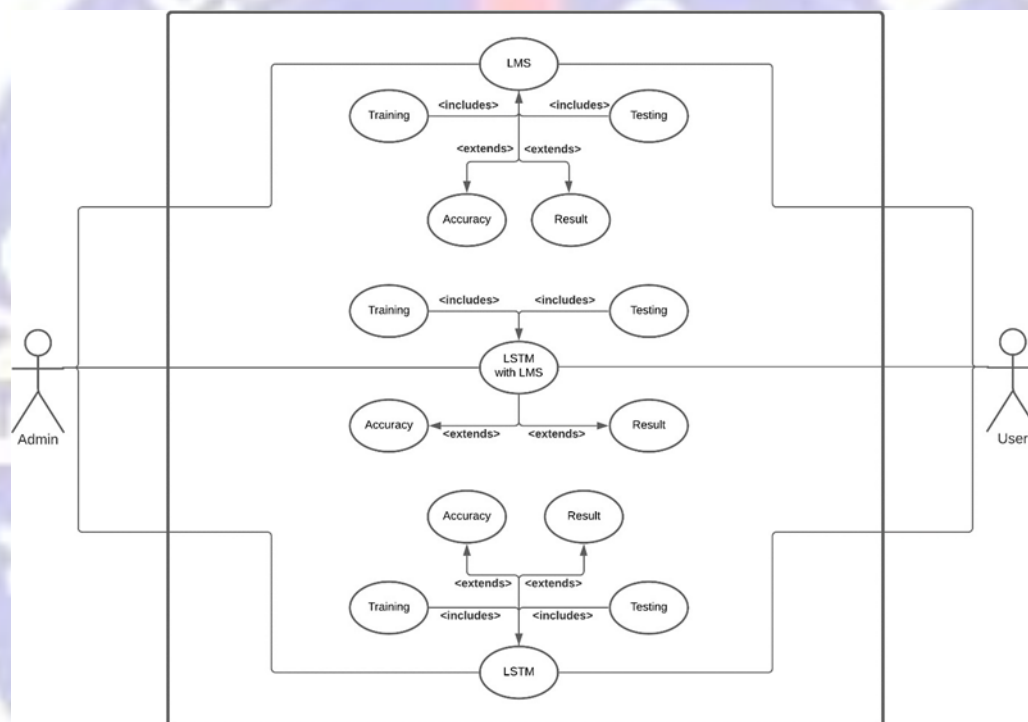 LMS
Training
<includes>
<includes>
Testing
<extends>
<extends>
Accuracy
Result
Training
<includes>
<includes>
Testing
LSTM
with LMS
Admin
User
Accuracy
<extends>
<extends>
Result
Accuracy
Result
<extends>
<extends>
Training
<includes>
<includes>
Testing
LSTM